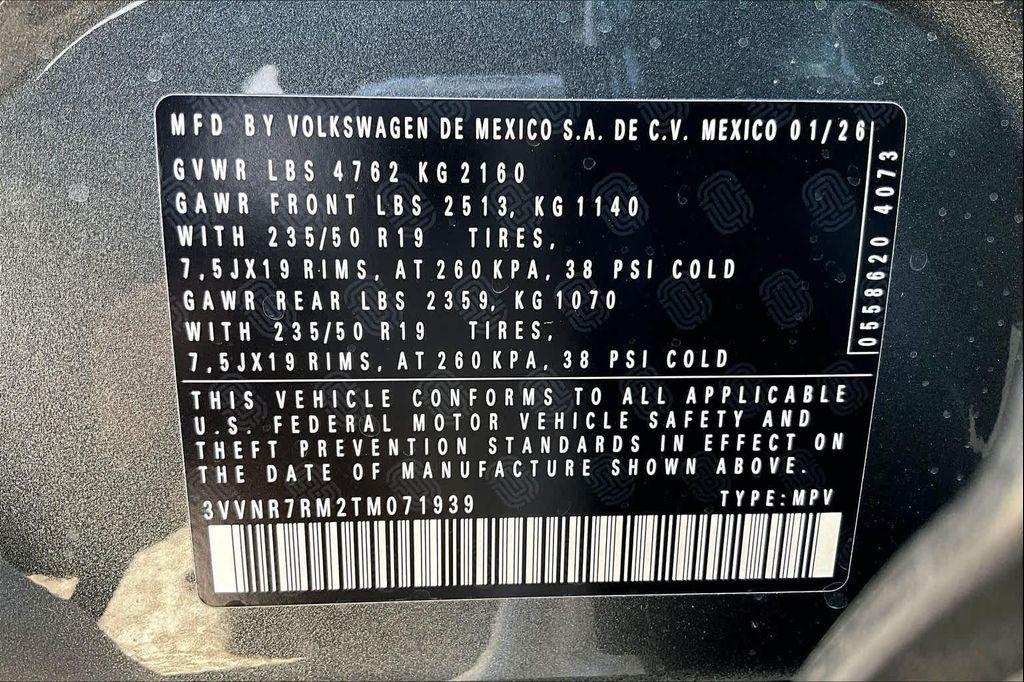 MFD BY VOLKSWAGEN DE MEXICO S.A. DE C.V. MEXICO 01/26
GVWR LBS 4762 KG 2160
GAWR FRONT LBS 2513, KG 1140
WITH 235/50 R19 TIRES,
7,5JX19 RIMS, AT 260 KPA, 38 PSI COLD
GAWR REAR LBS 2359, KG 1070
WITH 235/50 R19 TIRES,
7,5JX19 RIMS, AT 260 KPA, 38 PSI COLD
0558620 4073
THIS VEHICLE CONFORMS TO ALL APPLICABLE
U.S. FEDERAL MOTOR VEHICLE SAFETY AND
THEFT PREVENTION STANDARDS IN EFFECT ON
THE DATE OF MANUFACTURE SHOWN ABOVE.
3VVNR7RM2TM071939 TYPE: MPV